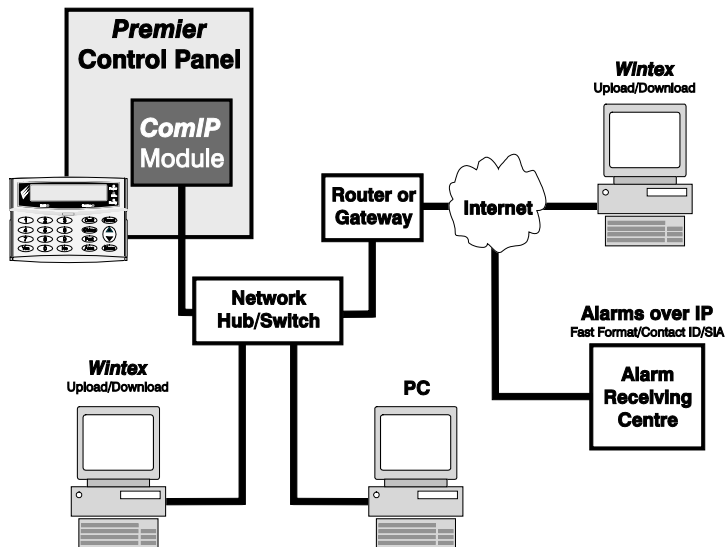 Premier
Control Panel
ComIP
Module
Wintex
Upload/Download
Router or
Gateway
Internet
Network
Hub/Switch
Alarms over IP
Fast Format/Contact ID/SIA
Alarm
Receiving
Centre
Wintex
Upload/Download
PC